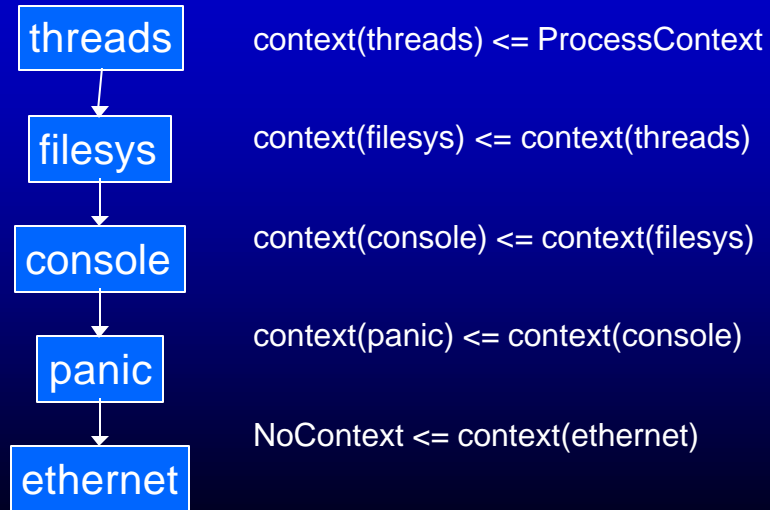 threads
context(threads) <= ProcessContext
filesys
context(filesys) <= context(threads)
console
context(console) <= context(filesys)
panic
context(panic) <= context(console)
ethernet
NoContext <= context(ethernet)